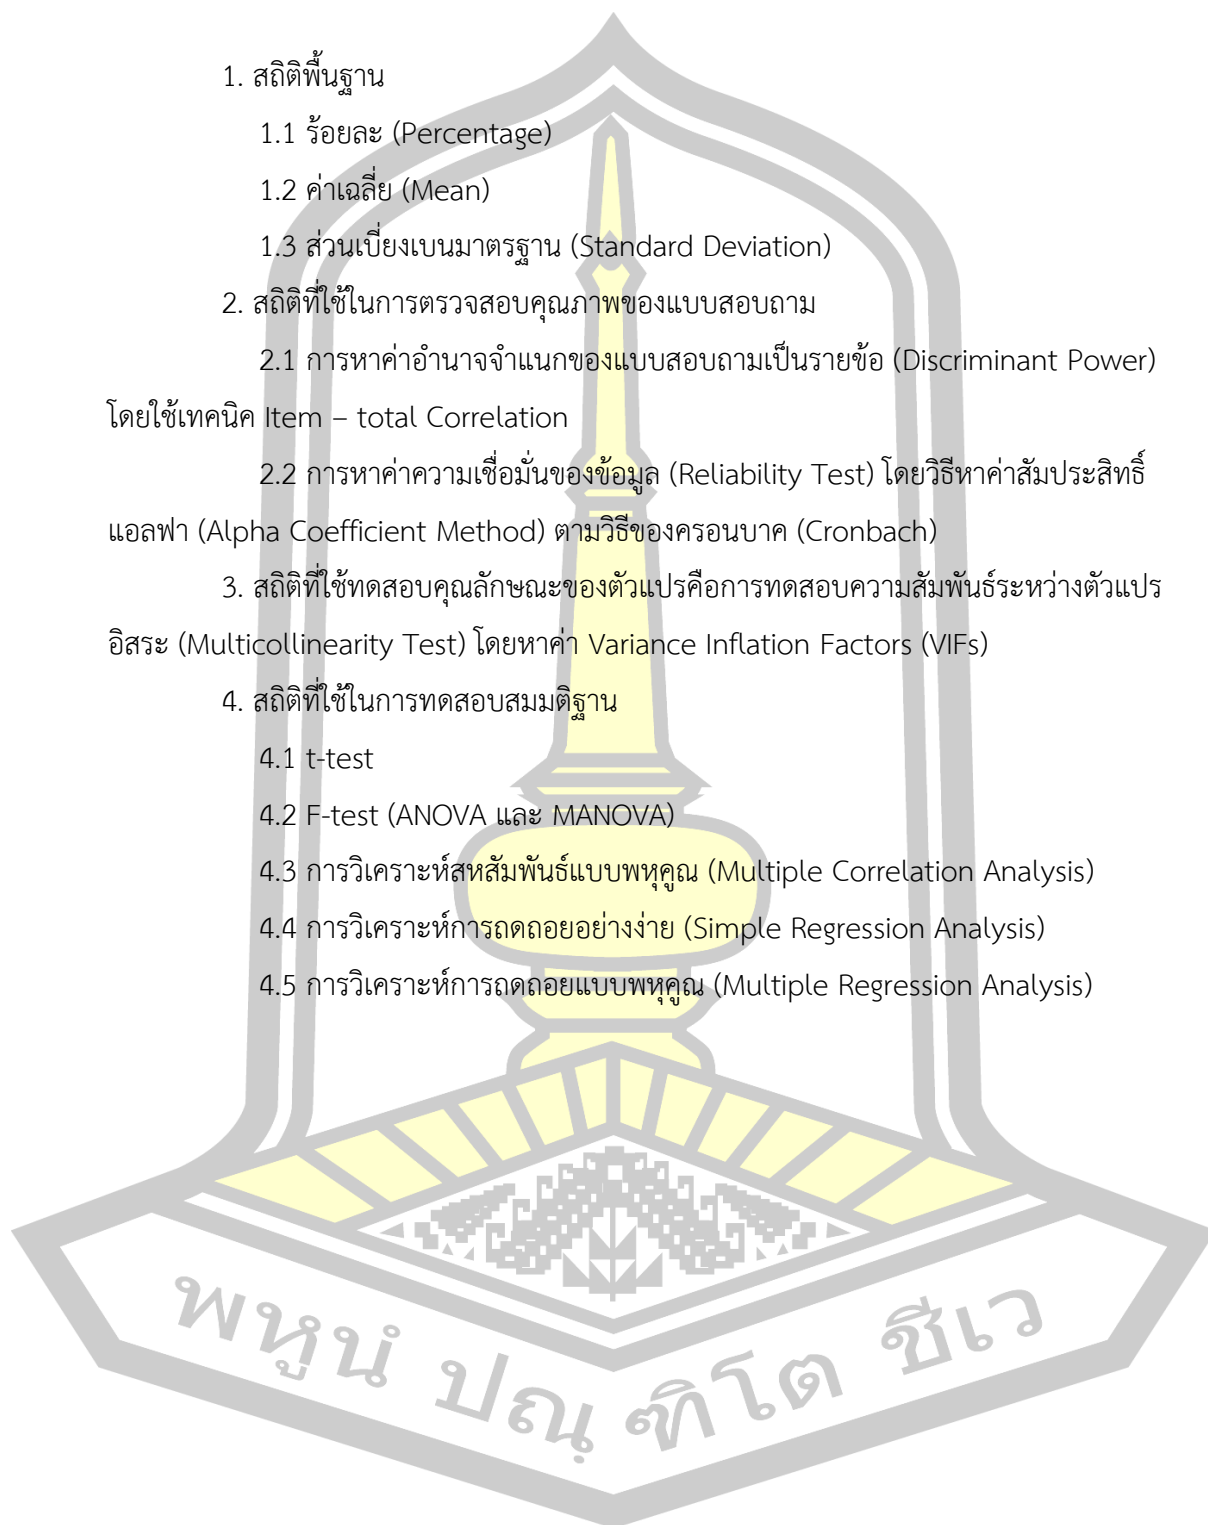 1. สถิติพื้นฐาน
1.1 ร้อยละ (Percentage)
1.2 ค่าเฉลี่ย (Mean)
1.3 ส่วนเบี่ยงเบนมาตรฐาน (Standard Deviation)
2. สถิติที่ใช้ในการตรวจสอบคุณภาพของแบบสอบถาม
2.1 การหาค่าอำนาจจำแนกของแบบสอบถามเป็นรายข้อ (Discriminant Power)
โดยใช้เทคนิค Item – total Correlation
2.2 การหาค่าความเชื่อมั่นของข้อมูล (Reliability Test) โดยวิธีหาค่าสัมประสิทธิ์
แอลฟา (Alpha Coefficient Method) ตามวิธีของครอนบาค (Cronbach)
3. สถิติที่ใช้ทดสอบคุณลักษณะของตัวแปรคือการทดสอบความสัมพันธ์ระหว่างตัวแปร
อิสระ (Multicollinearity Test) โดยหาค่า Variance Inflation Factors (VIFs)
4. สถิติที่ใช้ในการทดสอบสมมติฐาน
4.1 t-test
4.2 F-test (ANOVA และ MANOVA)
4.3 การวิเคราะห์สหสัมพันธ์แบบพหุคูณ (Multiple Correlation Analysis)
4.4 การวิเคราะห์การถดถอยอย่างง่าย (Simple Regression Analysis)
4.5 การวิเคราะห์การถดถอยแบบพหุคูณ (Multiple Regression Analysis)
พหูนํ ปณฺ ฑิโต ชีเว